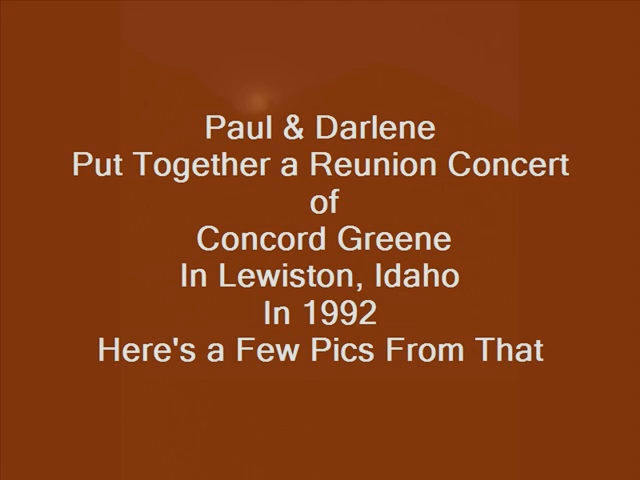 Paul & Darlene
Put Together a Reunion Concert
of
Concord Greene
In Lewiston, Idaho
In 1992
Here's a Few Pics From That